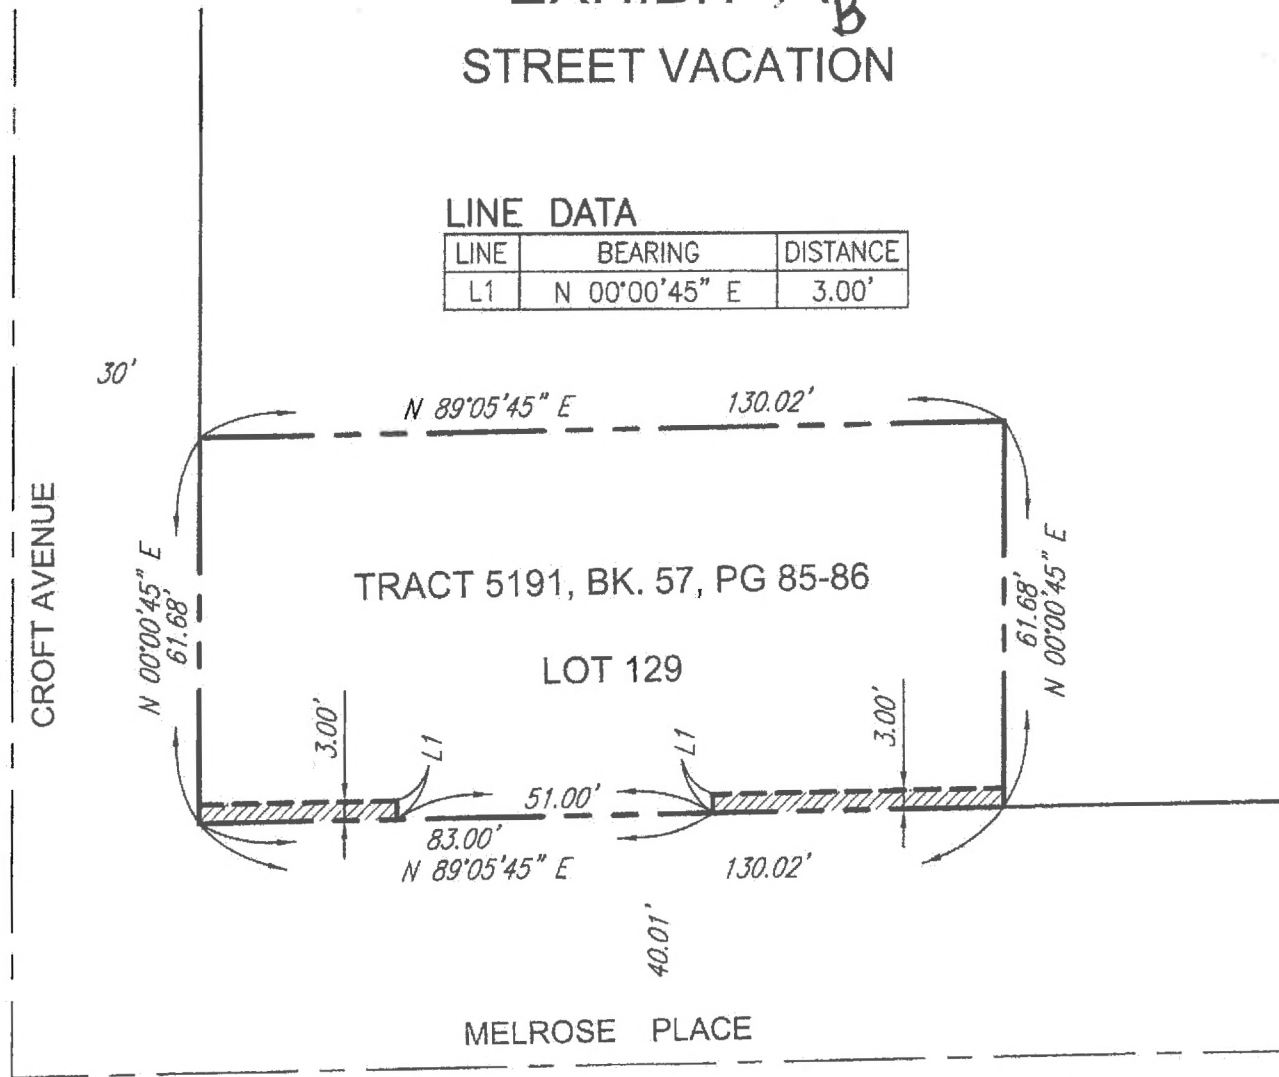 B
STREET VACATION
LINE DATA
LINE BEARING DISTANCE
L1 N 00°00'45" E 3.00'
30'
N 89°05'45" E 130.02'
CROFT AVENUE
N 00°00'45" E
61.68'
TRACT 5191, BK. 57, PG 85-86
LOT 129
61.68'
N 00°00'45" E
3.00'
L1
L1
3.00'
51.00'
83.00'
N 89°05'45" E 130.02'
40.01'
MELROSE PLACE